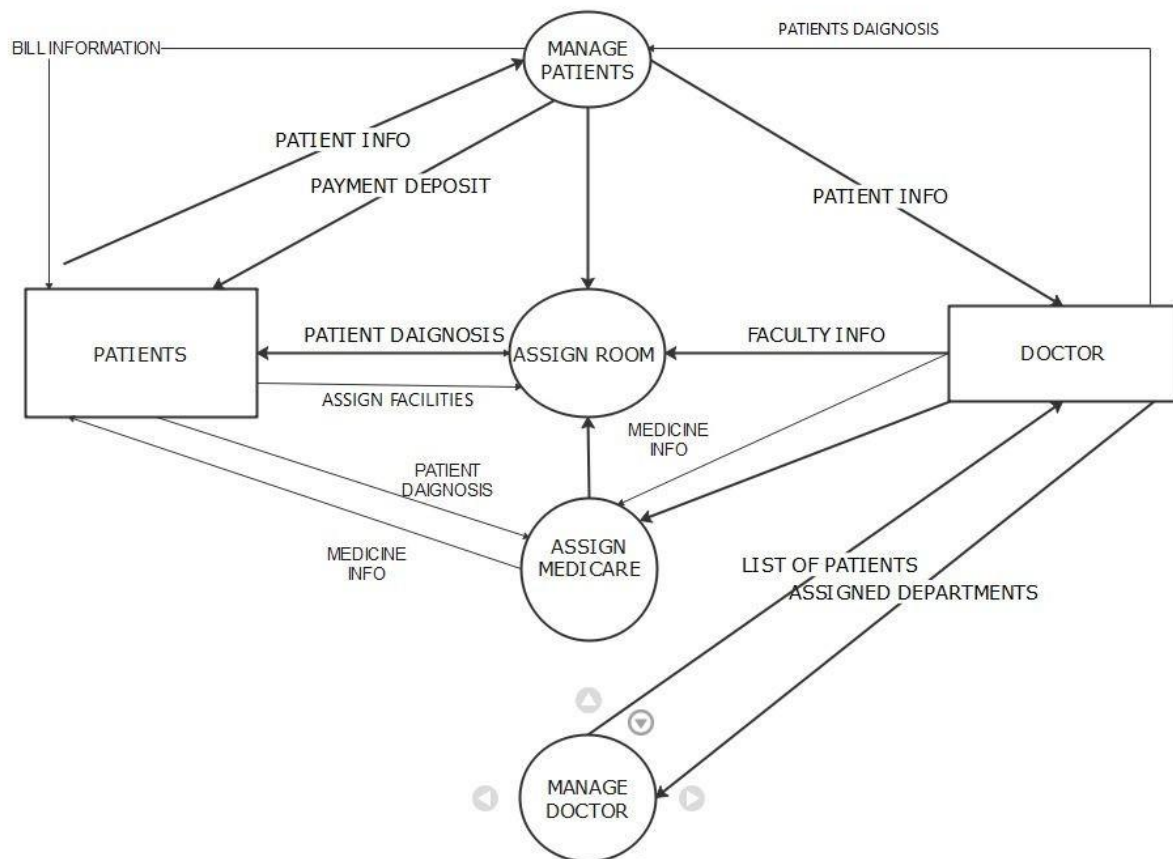 MANAGE
PATIENTS
PATIENTS DAIGNOSIS
BILL INFORMATION
PATIENT INFO
PAYMENT DEPOSIT
PATIENT INFO
PATIENTS
PATIENT DAIGNOSIS
ASSIGN ROOM
FACULTY INFO
DOCTOR
ASSIGN FACILITIES
MEDICINE
INFO
PATIENT
DAIGNOSIS
MEDICINE
INFO
ASSIGN
MEDICARE
LIST OF PATIENTS
ASSIGNED DEPARTMENTS
MANAGE
DOCTOR